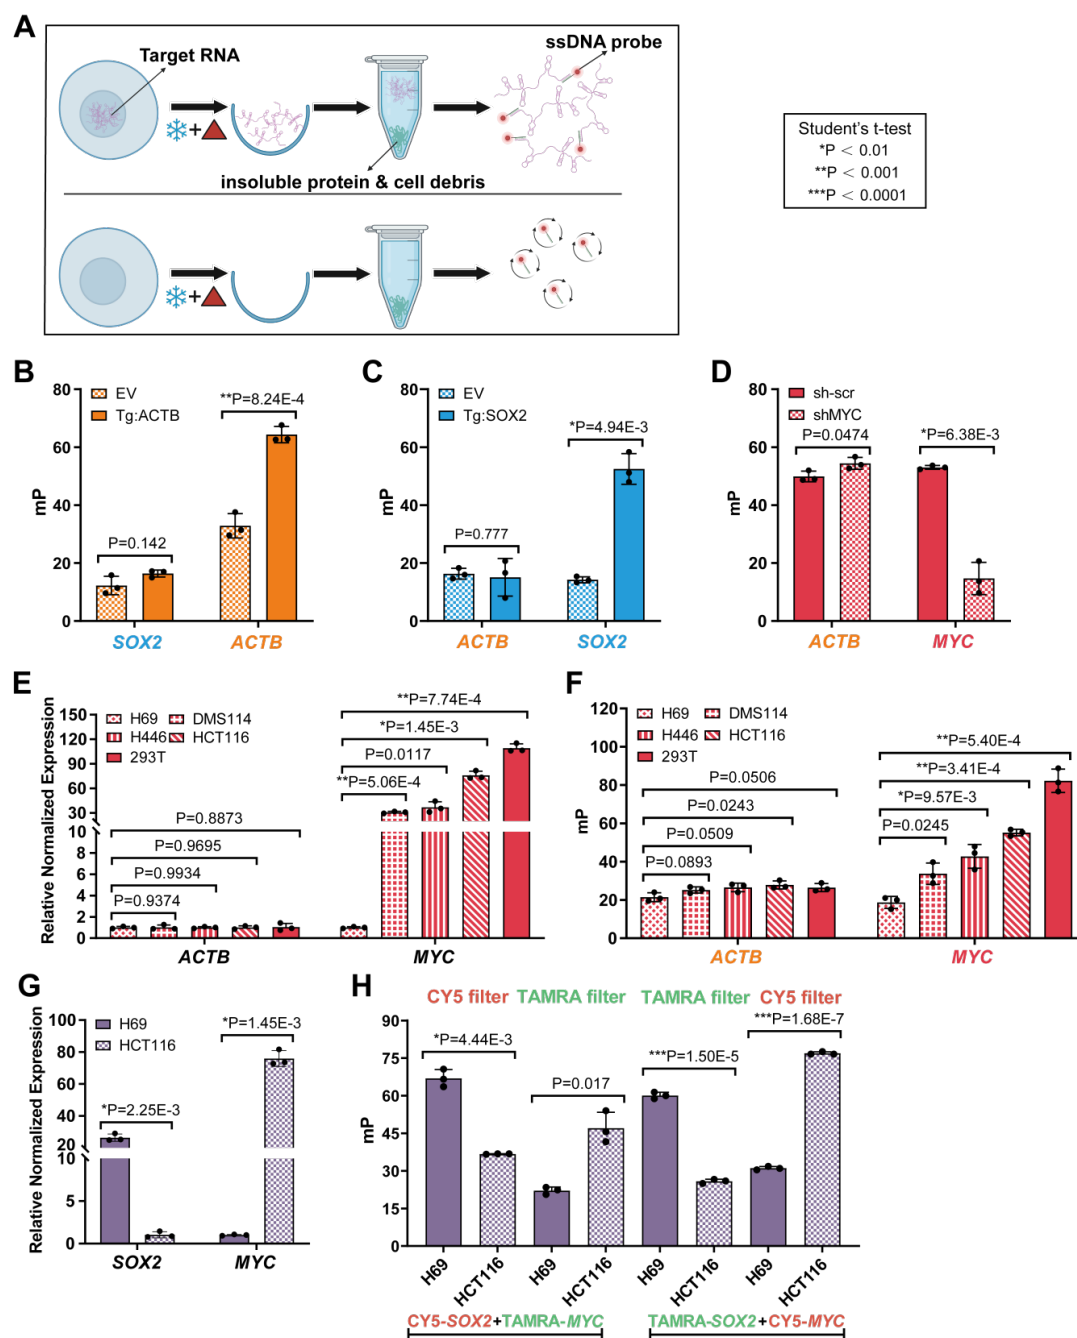 A
Target RNA
ssDNA probe
+
insoluble protein & cell debris
+
Student's t-test
*P < 0.01
**P < 0.001
***P < 0.0001
B
80
60
40
20
0
mP
EV
Tg:ACTB
**P=8.24E-4
P=0.142
SOX2
ACTB
C
80
60
40
20
0
mP
EV
Tg:SOX2
*P=4.94E-3
P=0.777
ACTB
SOX2
D
80
60
40
20
0
mP
sh-scr
shMYC
P=0.0474
*P=6.38E-3
ACTB
MYC
E
Relative Normalized Expression
150
120
90
60
30
10
8
6
4
2
0
H69
DMS114
H446
HCT116
293T
**P=7.74E-4
*P=1.45E-3
P=0.0117
**P=5.06E-4
P=0.8873
P=0.9695
P=0.9934
P=0.9374
ACTB
MYC
F
120
100
80
60
40
20
0
mP
H69
DMS114
H446
HCT116
293T
**P=5.40E-4
**P=3.41E-4
*P=9.57E-3
P=0.0245
P=0.0506
P=0.0243
P=0.0509
P=0.0893
ACTB
MYC
G
Relative Normalized Expression
100
80
60
40
20
10
5
0
H69
HCT116
*P=1.45E-3
*P=2.25E-3
SOX2
MYC
H
CY5 filter
TAMRA filter
TAMRA filter
CY5 filter
90
75
60
45
30
15
0
mP
*P=4.44E-3
P=0.017
***P=1.50E-5
***P=1.68E-7
H69
HCT116
H69
HCT116
H69
HCT116
H69
HCT116
CY5-SOX2+TAMRA-MYC
TAMRA-SOX2+CY5-MYC